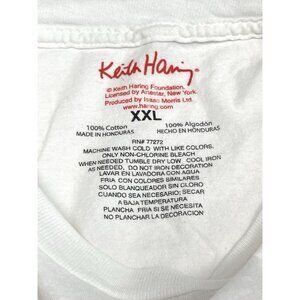 Keith Haring®
© Keith Haring Foundation,
Licensed by Artestar, New York.
Produced by Isaac Morris Ltd.
www.haring.com
XXL
100% Cotton 100% Algodón
MADE IN HONDURAS HECHO EN HONDURAS
RN# 77272
MACHINE WASH COLD WITH LIKE COLORS.
ONLY NON-CHLORINE BLEACH
WHEN NEEDED TUMBLE DRY LOW. COOL IRON
AS NEEDED, DO NOT IRON DECORATION
LAVAR EN LAVADORA CON AGUA
FRIA CON COLORES SIMILARES
SOLO BLANQUEADOR SIN CLORO
CUANDO SEA NECESARIO; SECAR
A BAJA TEMPERATURA
PLANCHA FRIA SI SE NECESITA
NO PLANCHAR LA DECORACION